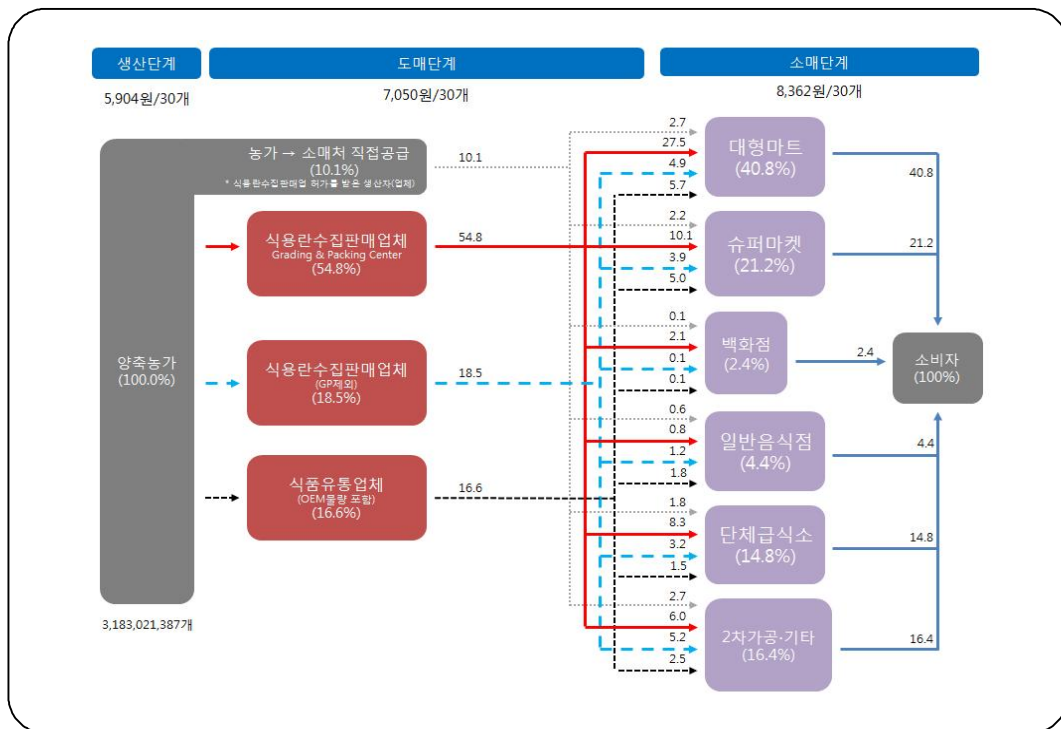 생산단계
도매단계
소매단계
5,904원/30개
7,050원/30개
8,362원/30개
농가 → 소매처 직접공급
(10.1%)
* 식용란수집판매업 허가를 받은 생산자(업체)
10.1
식용란수집판매업체
Grading & Packing Center
(54.8%)
54.8
양축농가
(100.0%)
식용란수집판매업체
(GP제외)
(18.5%)
18.5
식품유통업체
(OEM물량 포함)
(16.6%)
16.6
3,183,021,387개
2.7
27.5
4.9
5.7
대형마트
(40.8%)
40.8
2.2
10.1
3.9
5.0
슈퍼마켓
(21.2%)
21.2
0.1
2.1
0.1
0.1
백화점
(2.4%)
2.4
소비자
(100%)
0.6
0.8
1.2
1.8
일반음식점
(4.4%)
4.4
1.8
8.3
3.2
1.5
단체급식소
(14.8%)
14.8
2.7
6.0
5.2
2.5
2차가공·기타
(16.4%)
16.4